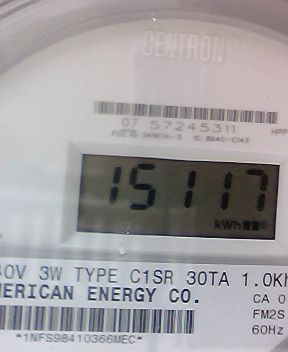 CENTRON
07 57245311
15117
kWh
40V 3W TYPE C1SR 30TA 1.0Kh
MERICAN ENERGY CO.
CA 0
FM2S
60Hz
*1NFS98410366MEC*